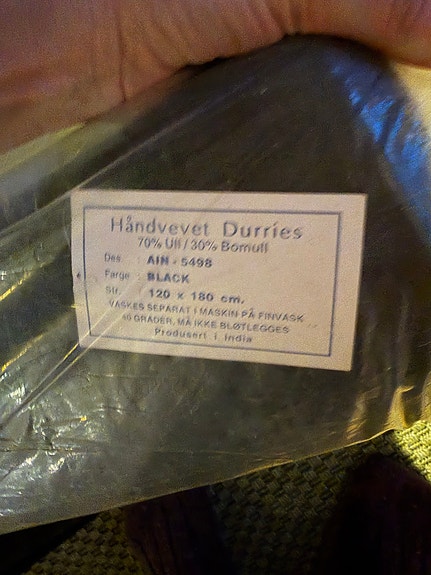 Håndvevet Durries
70% Ull / 30% Bomull
Des. : AIN - 5498
Farge : BLACK
Str. : 120 x 180 cm.
VASKES SEPARAT I MASKIN PÅ FINVASK
40 GRADER, MÅ IKKE BLØTLEGGES
Produsert i India